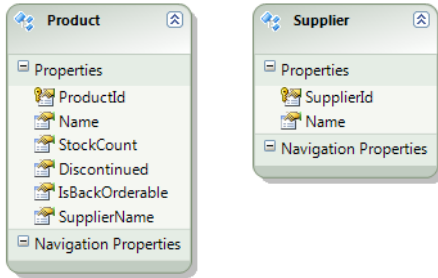 Product
Properties
ProductId
Name
StockCount
Discontinued
IsBackOrderable
SupplierName
Navigation Properties
Supplier
Properties
SupplierId
Name
Navigation Properties